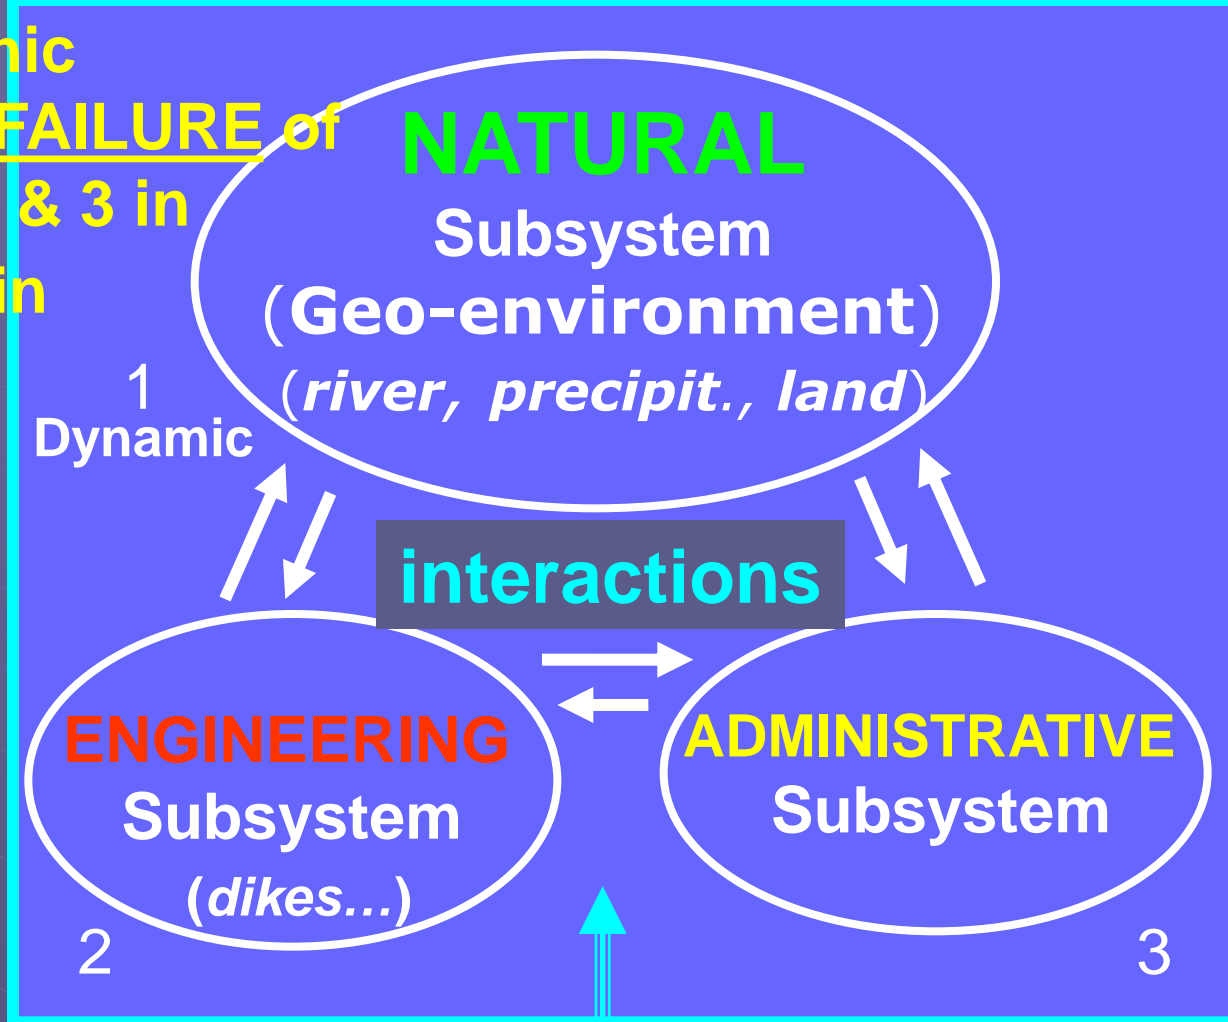 FAILURE of
& 3 in
in
NATURAL
Subsystem
(Geo-environment)
(river, precipit., land)
1
Dynamic
interactions
ENGINEERING
Subsystem
(dikes...)
2
ADMINISTRATIVE
Subsystem
3